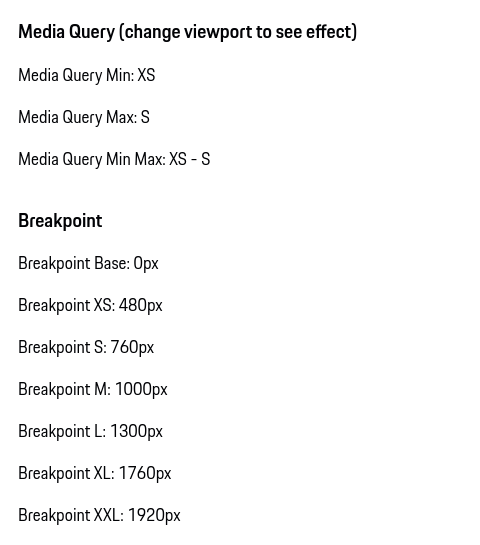 Media Query (change viewport to see effect)
Media Query Min: XS
Media Query Max: S
Media Query Min Max: XS - S
Breakpoint
Breakpoint Base: 0px
Breakpoint XS: 480px
Breakpoint S: 760px
Breakpoint M: 1000px
Breakpoint L: 1300px
Breakpoint XL: 1760px
Breakpoint XXL: 1920px